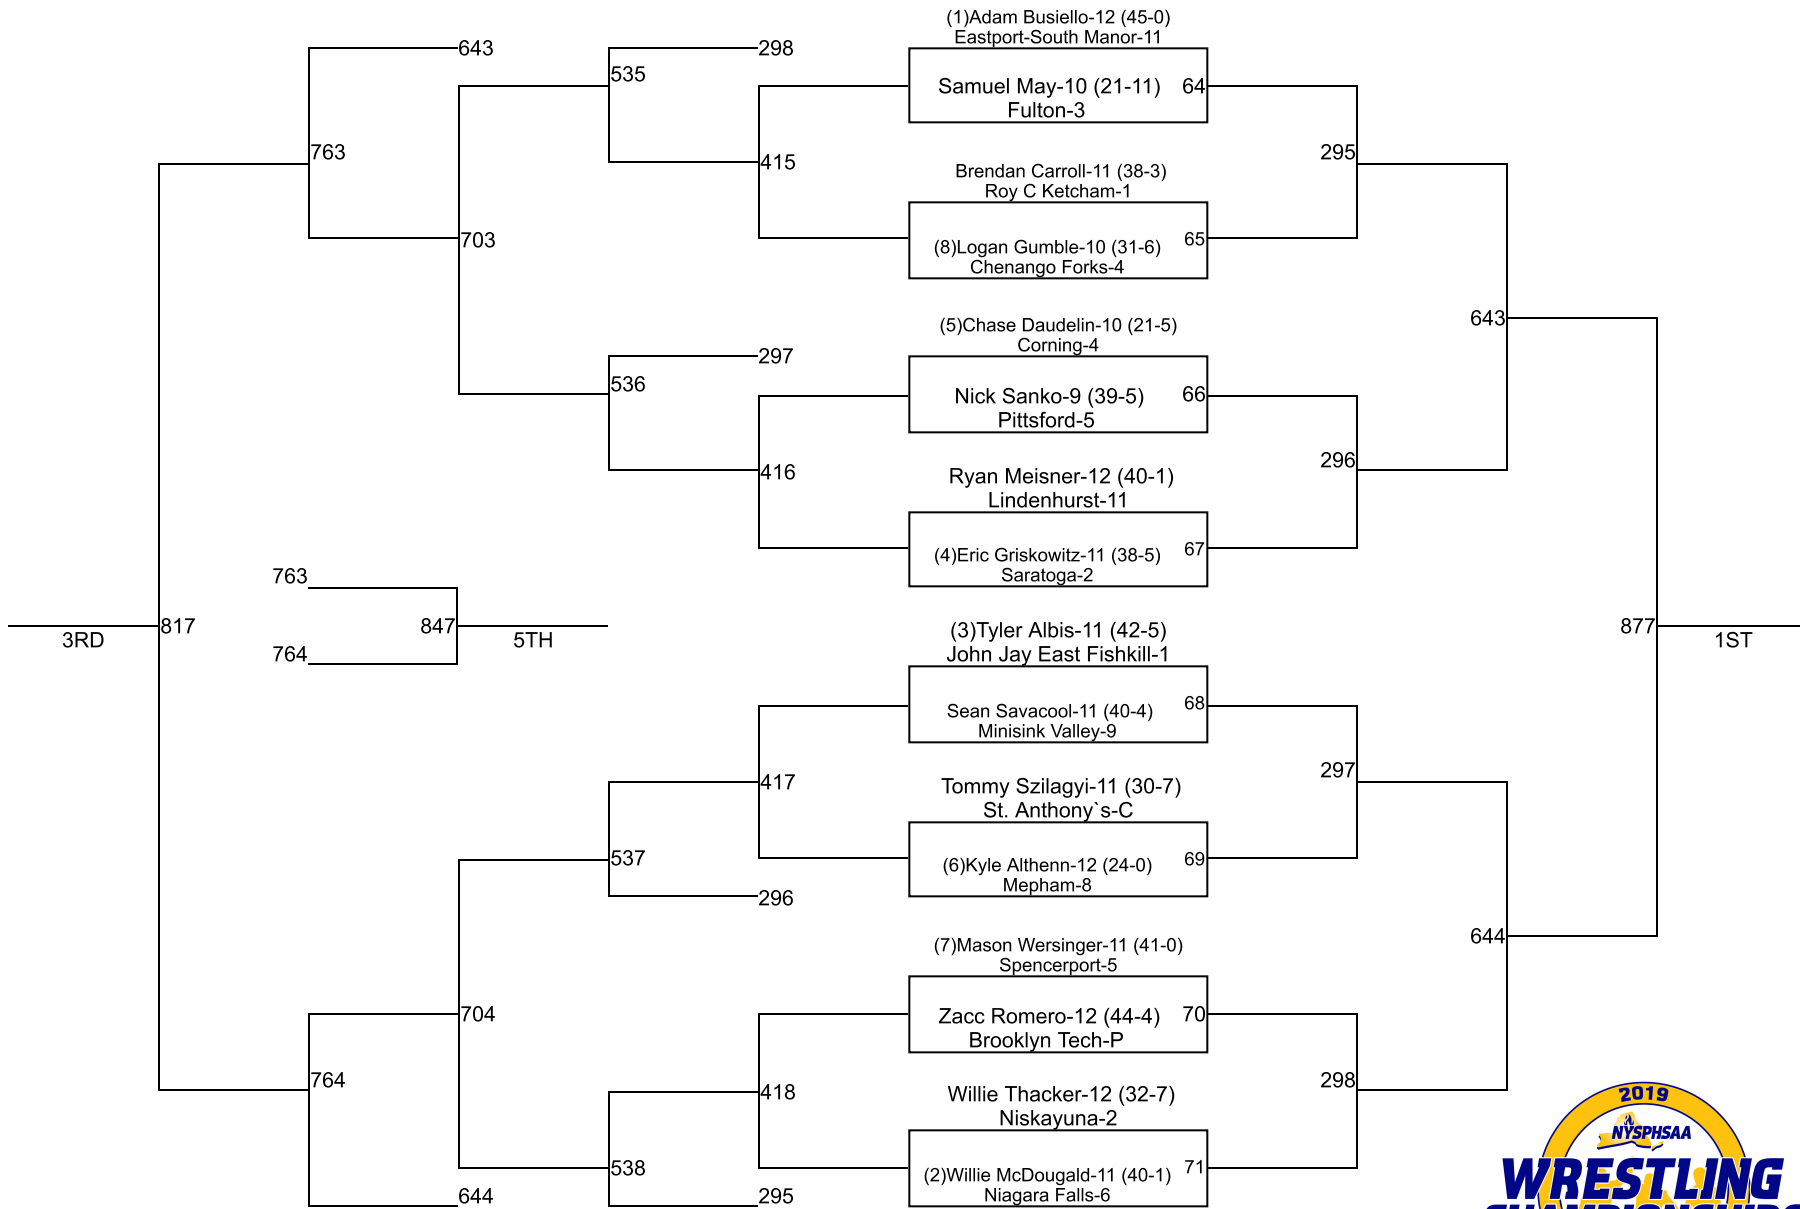 (1)Adam Busiello-12 (45-0)
Eastport-South Manor-11
643
298
535
Samuel May-10 (21-11)
64
Fulton-3
763
415
295
Brendan Carroll-11 (38-3)
Roy C Ketcham-1
703
(8)Logan Gumble-10 (31-6)
65
Chenango Forks-4
643
(5)Chase Daudelin-10 (21-5)
Corning-4
297
536
Nick Sanko-9 (39-5)
66
Pittsford-5
416
296
Ryan Meisner-12 (40-1)
Lindenhurst-11
(4)Eric Griskowitz-11 (38-5)
67
Saratoga-2
763
3RD
817
847
5TH
764
877
1ST
(3)Tyler Albis-11 (42-5)
John Jay East Fishkill-1
Sean Savacool-11 (40-4)
68
Minisink Valley-9
417
297
Tommy Szilagyi-11 (30-7)
St. Anthony`s-C
537
(6)Kyle Althenn-12 (24-0)
69
Mepham-8
296
644
(7)Mason Wersinger-11 (41-0)
Spencerport-5
704
Zacc Romero-12 (44-4)
70
Brooklyn Tech-P
764
418
298
Willie Thacker-12 (32-7)
Niskayuna-2
538
(2)Willie McDougald-11 (40-1)
71
Niagara Falls-6
644
295
2019
NYSPHSAA
WRESTLING
CHAMPIONSHIPS